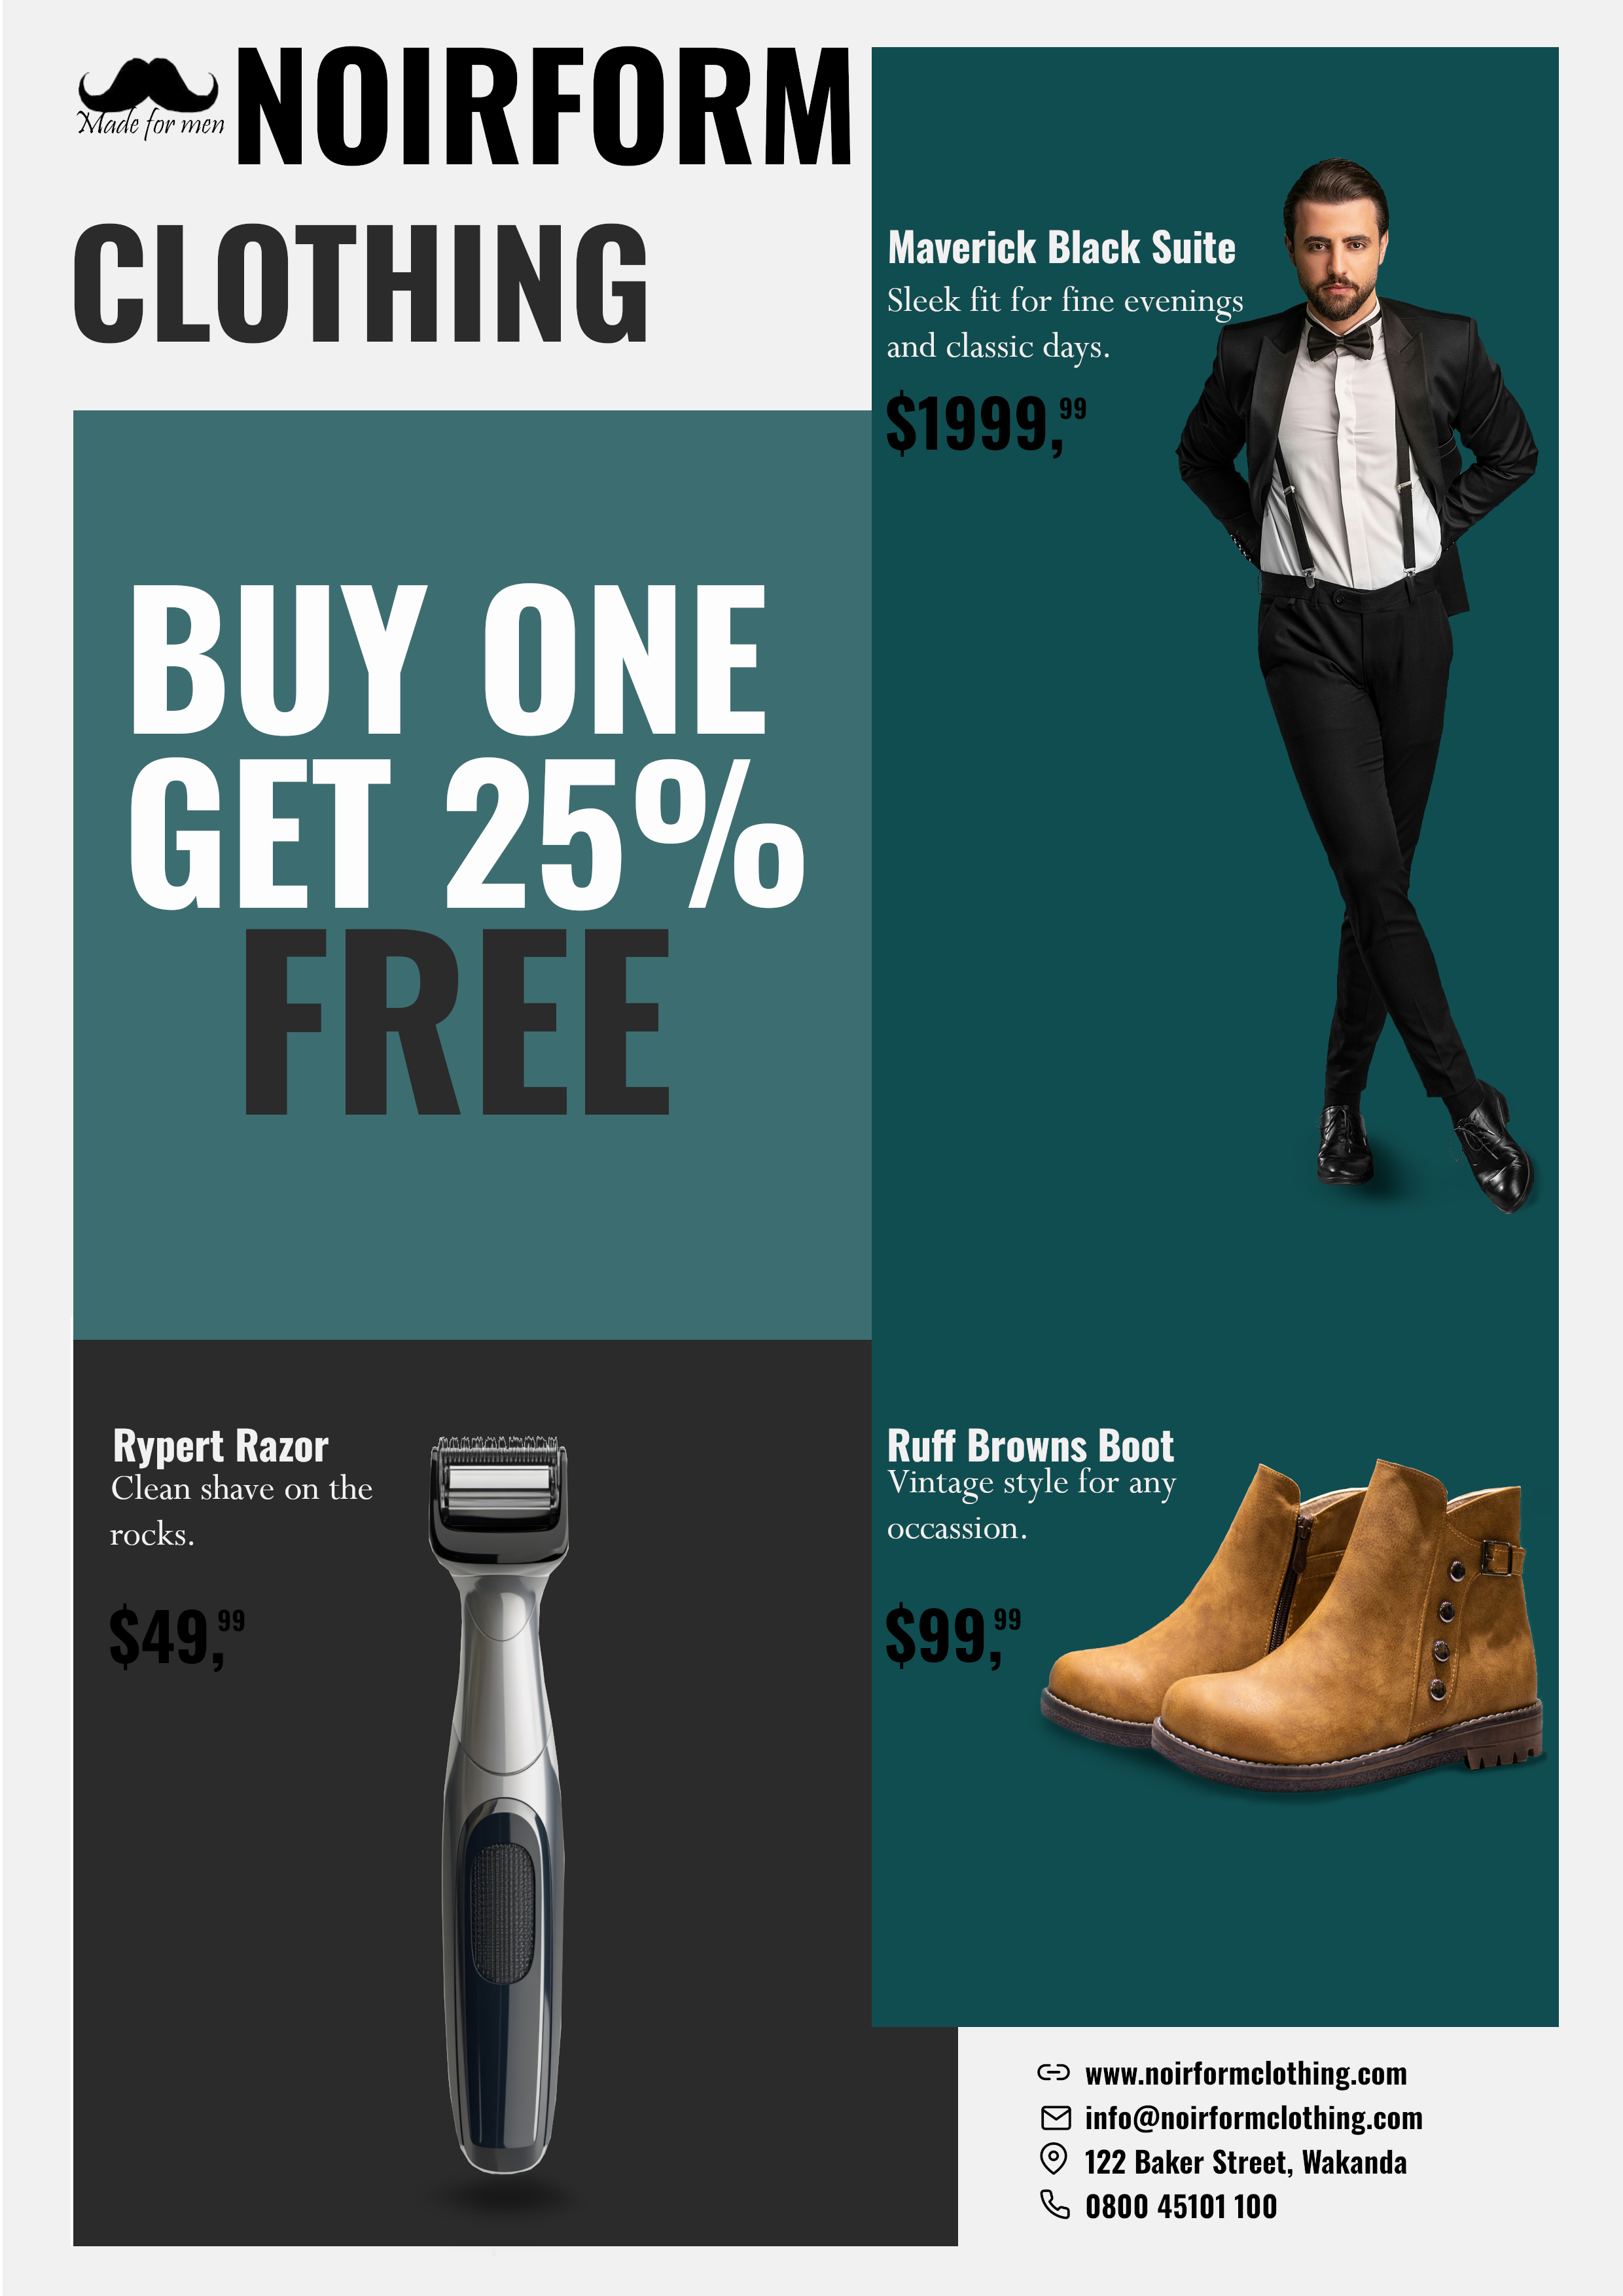 Made for men
NOIRFORM
CLOTHING
BUY ONE
GET 25%
FREE
Maverick Black Suite
Sleek fit for fine evenings
and classic days.
$1999,99
Rypert Razor
Clean shave on the
rocks.
$49,99
Ruff Browns Boot
Vintage style for any
occassion.
$99,99
www.noirformclothing.com
info@noirformclothing.com
122 Baker Street, Wakanda
0800 45101 100